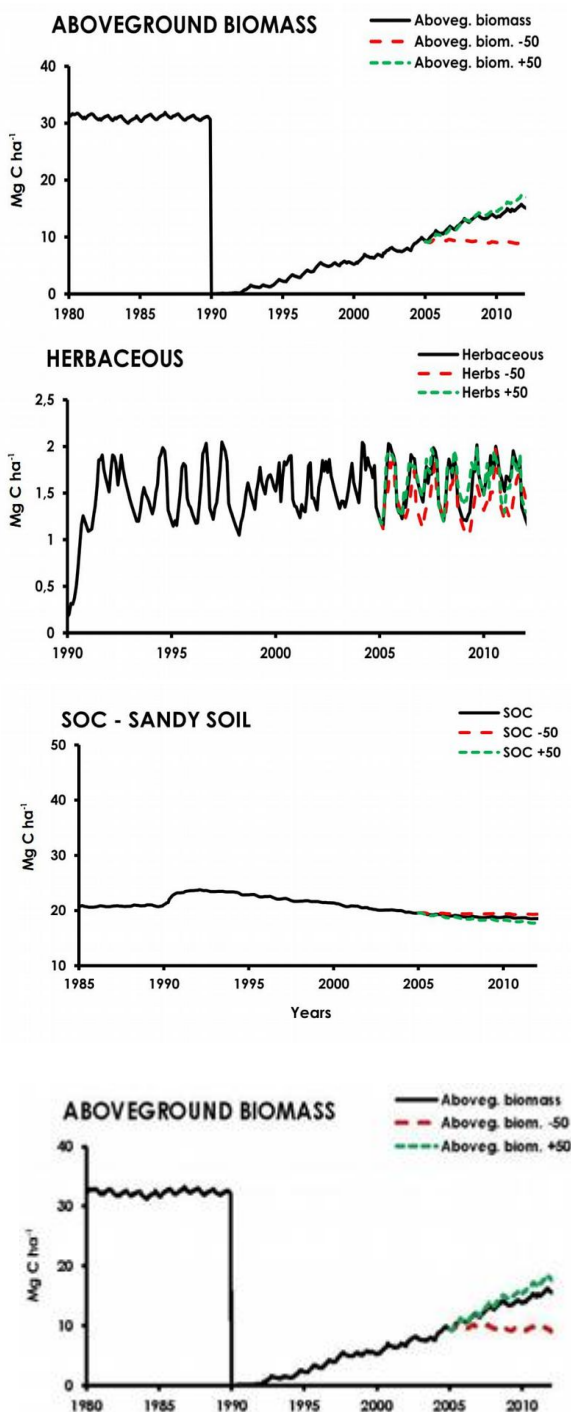 ABOVEGROUND BIOMASS
Aboveg. biomass
Aboveg. biom. -50
Aboveg. biom. +50
Mg C ha-1
40
30
20
10
0
1980 1985 1990 1995 2000 2005 2010
HERBACEOUS
Herbaceous
Herbs -50
Herbs +50
Mg C ha-1
2,5
2
1,5
1
0,5
0
1990 1995 2000 2005 2010
SOC - SANDY SOIL
SOC
SOC -50
SOC +50
Mg C ha-1
50
40
30
20
10
1985 1990 1995 2000 2005 2010
Years
ABOVEGROUND BIOMASS
Aboveg. biomass
Aboveg. biom. -50
Aboveg. biom. +50
Mg C ha-1
40
30
20
10
0
1980 1985 1990 1995 2000 2005 2010